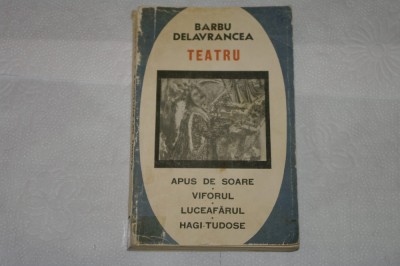 BARBU
DELAVRANCEA
TEATRU
APUS DE SOARE
VIFORUL
LUCEAFĂRUL
HAGI-TUDOSE